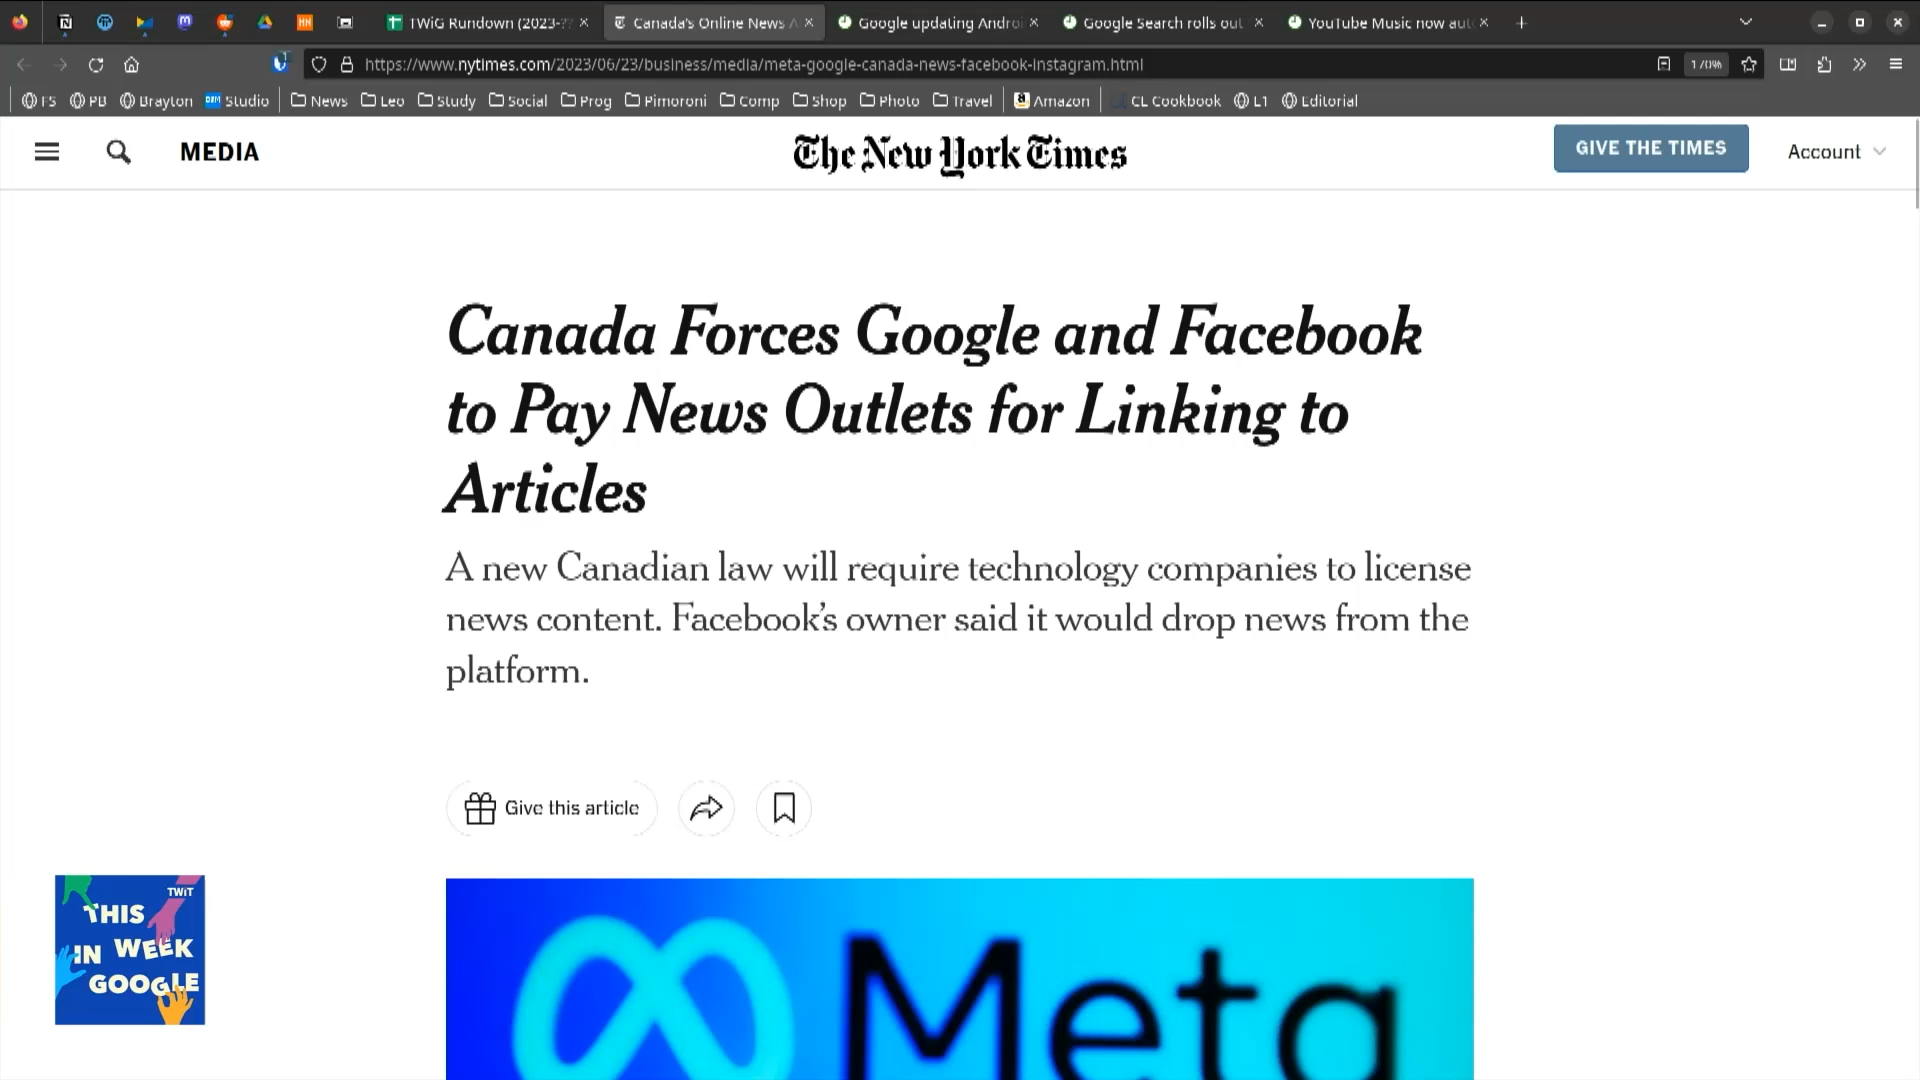 TWiG Rundown (2023-??
Canada's Online News A
Google updating Androi
Google Search rolls out
YouTube Music now aut
https://www.nytimes.com/2023/06/23/business/media/meta-google-canada-news-facebook-instagram.html
170%
FS PB Brayton Studio News Leo Study Social Prog Pimoroni Comp Shop Photo Travel Amazon CL Cookbook L1 Editorial
MEDIA
The New York Times
GIVE THE TIMES
Account
Canada Forces Google and Facebook
to Pay News Outlets for Linking to
Articles
A new Canadian law will require technology companies to license
news content. Facebook’s owner said it would drop news from the
platform.
Give this article
TWiT
THIS
IN WEEK
GOOGLE
Meta